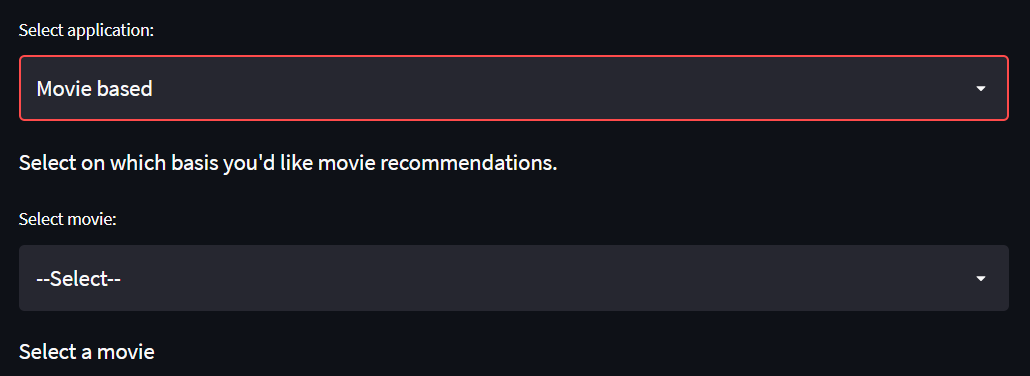 Select application:
Movie based
Select on which basis you'd like movie recommendations.
Select movie:
--Select--
Select a movie